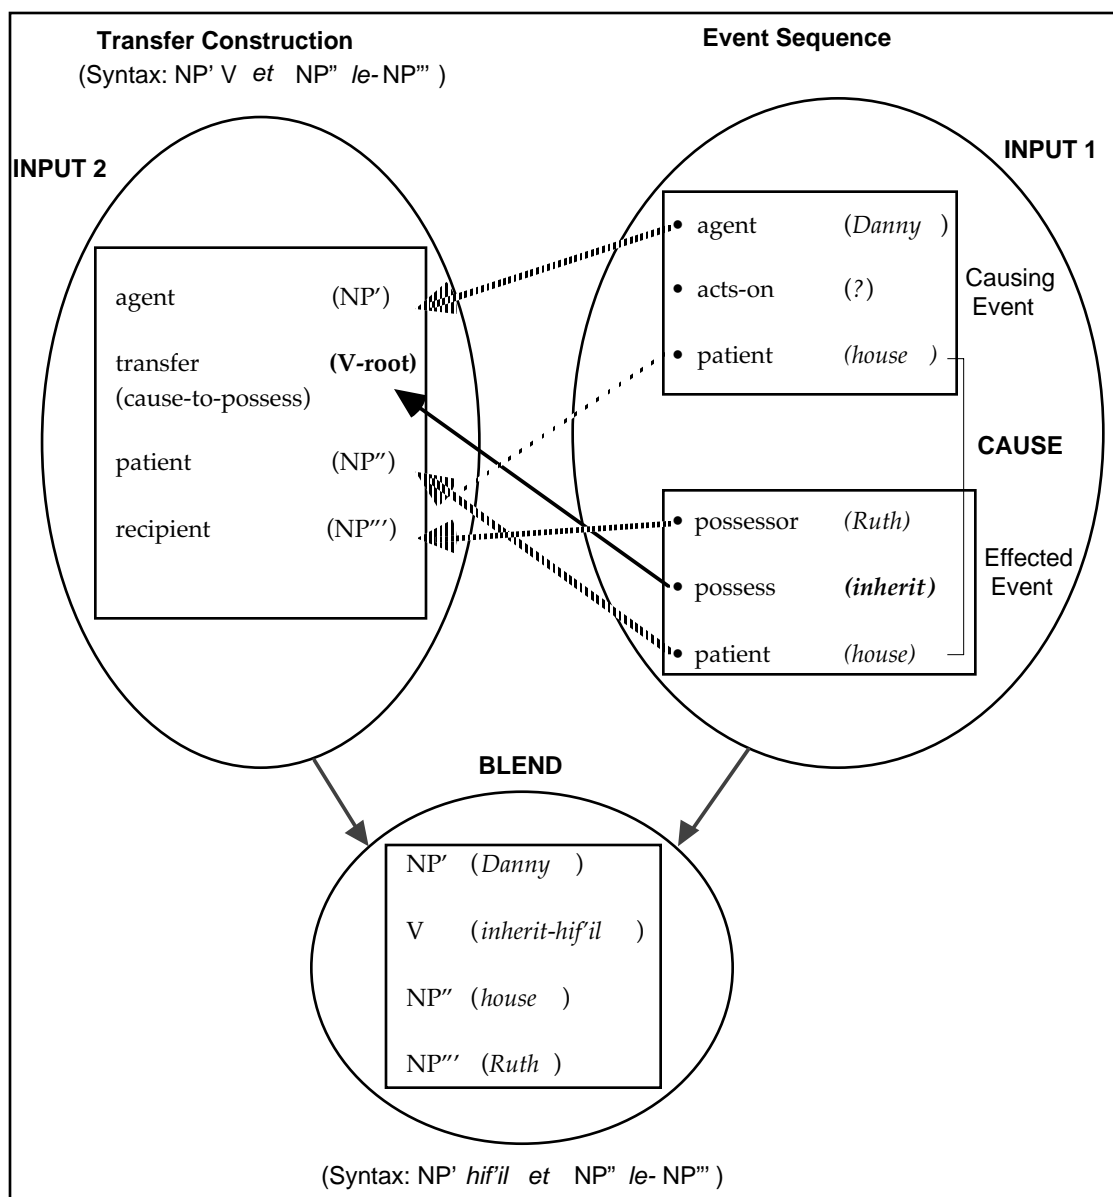 Transfer Construction
(Syntax: NP' V et NP" le- NP"' )
Event Sequence
INPUT 2
INPUT 1
agent (NP')
transfer (V-root)
(cause-to-possess)
patient (NP")
recipient (NP"')
• agent (Danny )
• acts-on (?)
• patient (house )
Causing
Event
CAUSE
• possessor (Ruth)
• possess (inherit)
• patient (house)
Effected
Event
BLEND
NP' (Danny )
V (inherit-hif'il )
NP" (house )
NP"' (Ruth )
(Syntax: NP' hif'il et NP" le- NP"' )